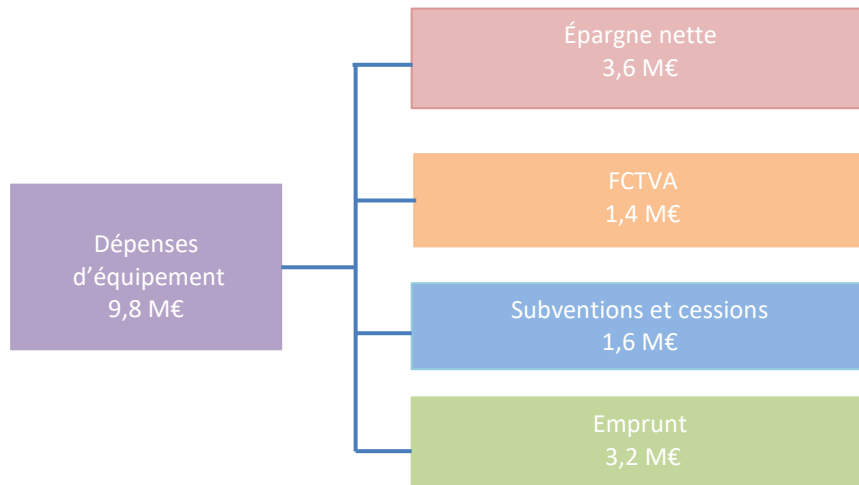 Épargne nette
3,6 M€
FCTVA
1,4 M€
Dépenses
d’équipement
9,8 M€
Subventions et cessions
1,6 M€
Emprunt
3,2 M€